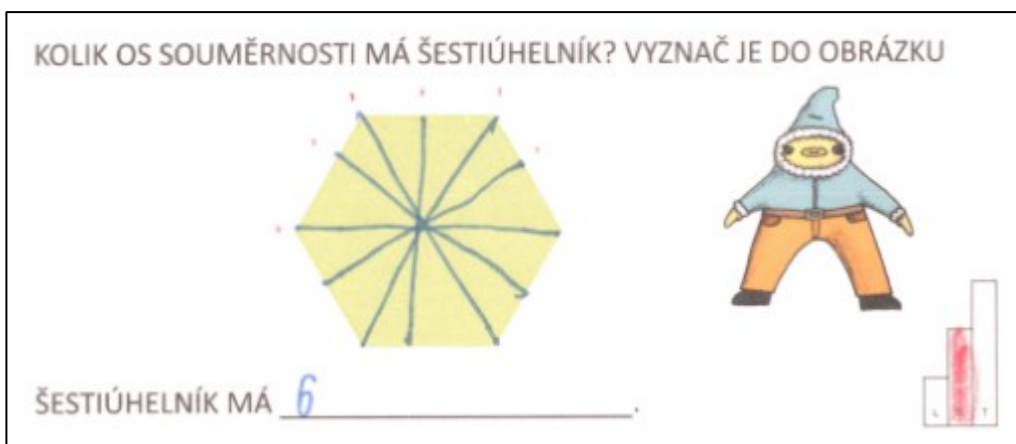 KOLIK OS SOUMĚRNOSTI MÁ ŠESTIÚHELNÍK? VYZNAČ JE DO OBRÁZKU
ŠESTIÚHELNÍK MÁ 6.
L T